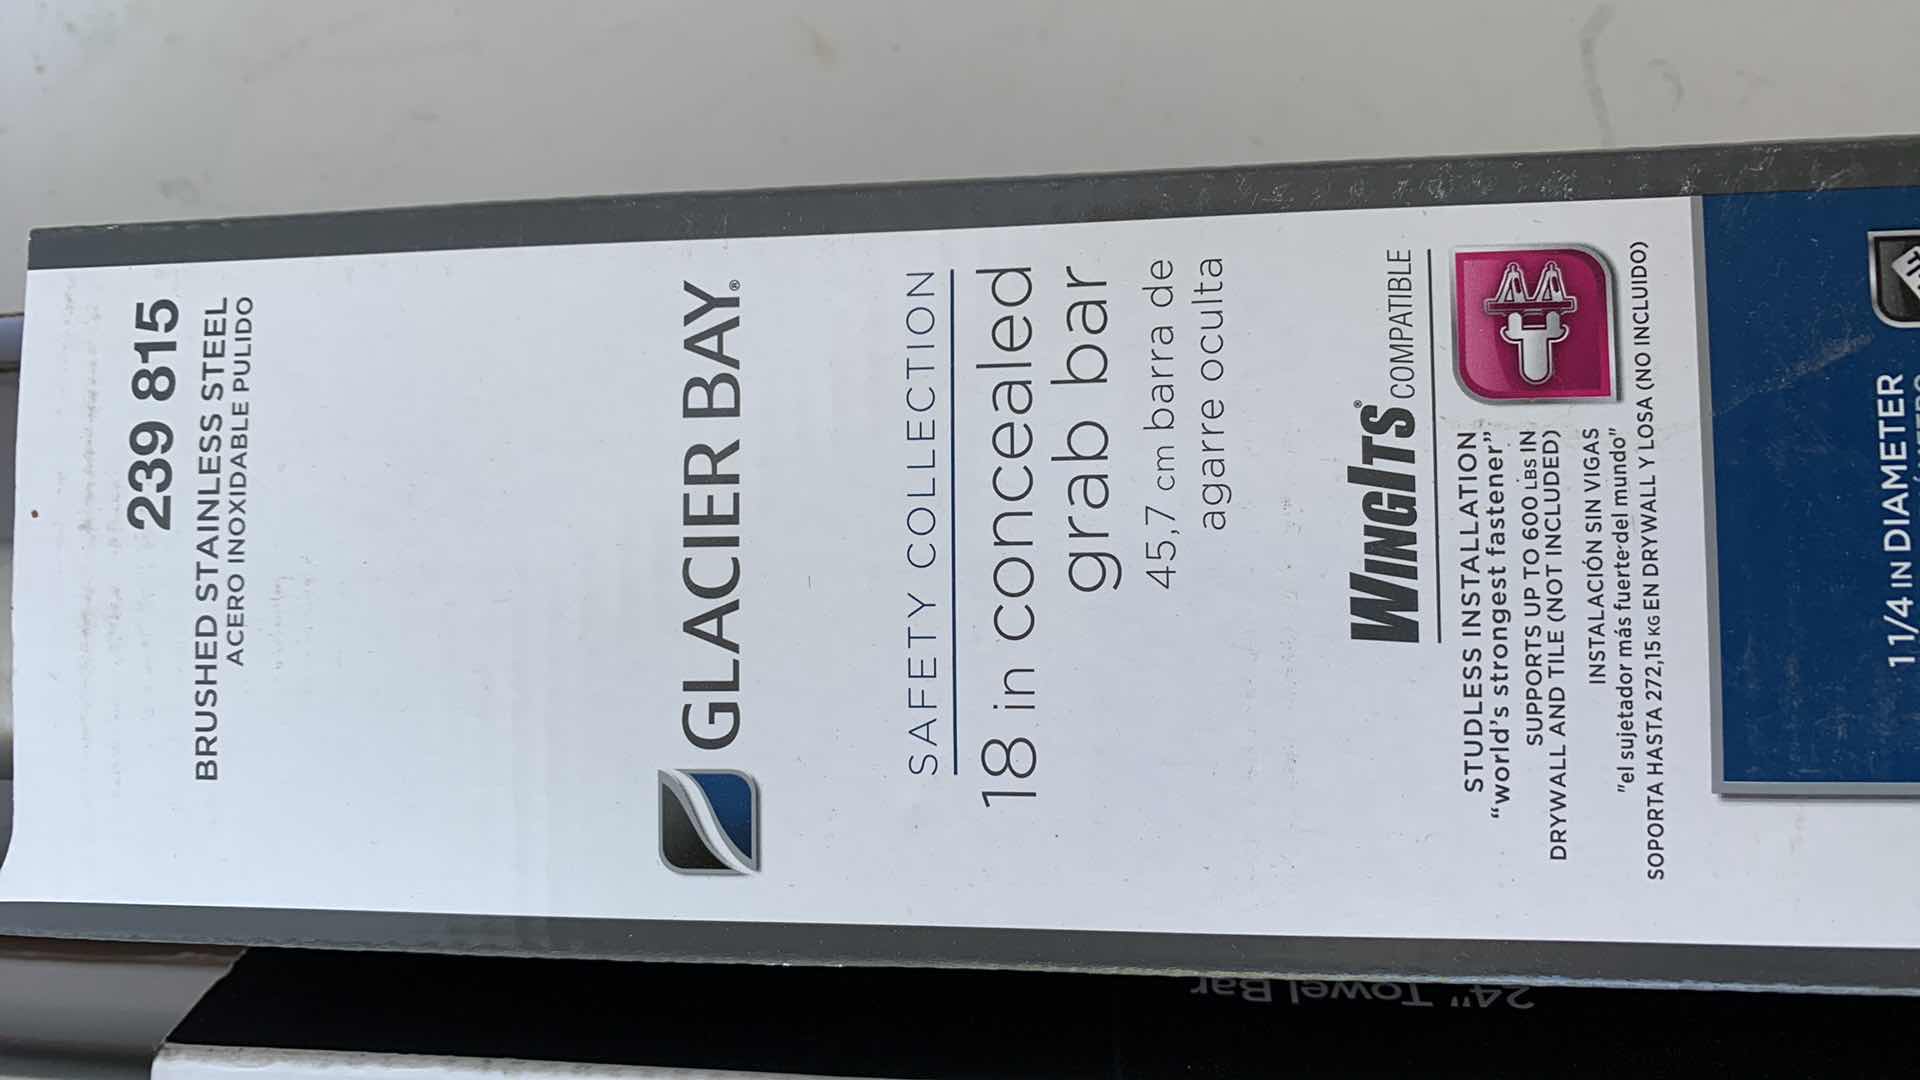 239 815
BRUSHED STAINLESS STEEL
ACERO INOXIDABLE PULIDO
GLACIER BAY®
SAFETY COLLECTION
18 in concealed
grab bar
45,7 cm barra de
agarre oculta
WINGITS® COMPATIBLE
STUDLESS INSTALLATION
“world's strongest fastener”
SUPPORTS UP TO 600 LBS IN
DRYWALL AND TILE (NOT INCLUDED)
INSTALACIÓN SIN VIGAS
"el sujetador más fuerte del mundo"
SOPORTA HASTA 272,15 KG EN DRYWALL Y LOSA (NO INCLUIDO)
1 1/4 IN DIAMETER
24" Towel Bar